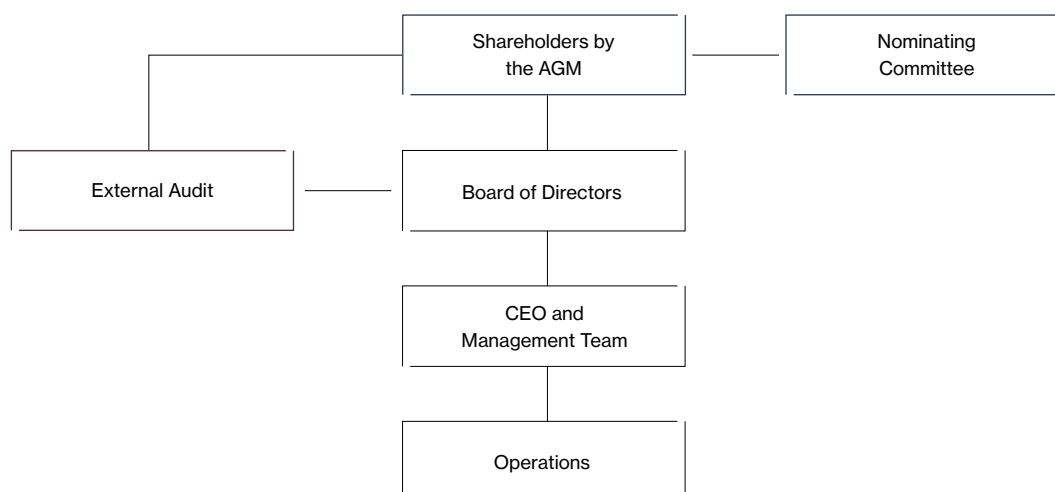 Shareholders by
the AGM
Nominating
Committee
External Audit
Board of Directors
CEO and
Management Team
Operations